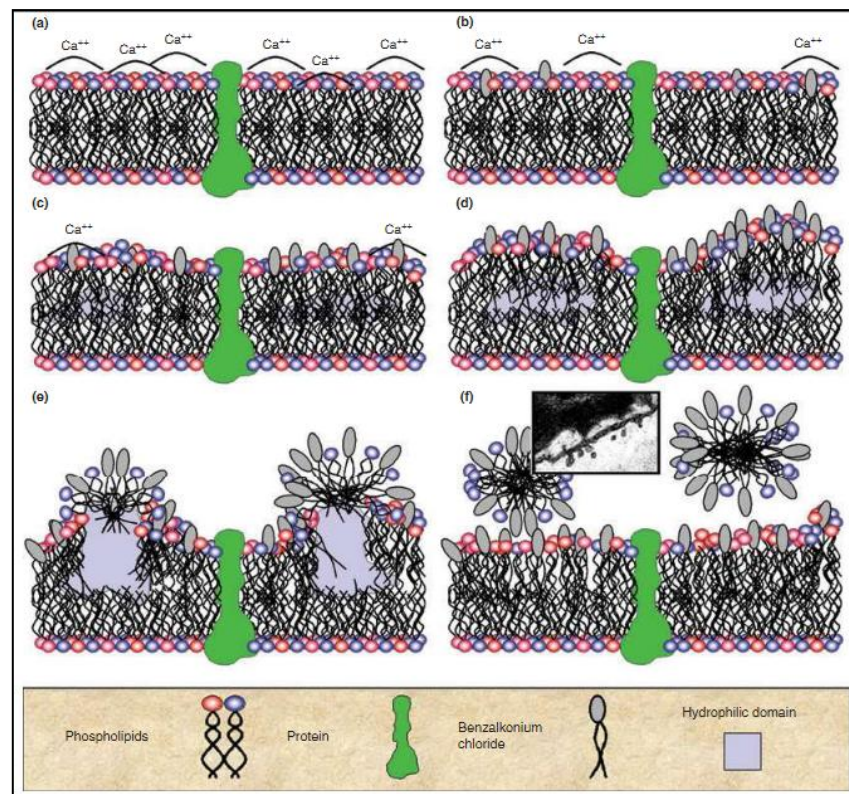 (a)
Ca++ Ca++ Ca++ Ca++ Ca++ Ca++
(b)
Ca++ Ca++ Ca++
(c)
Ca++ Ca++
(d)
(e)
(f)
Phospholipids
Protein
Benzalkonium
chloride
Hydrophilic domain